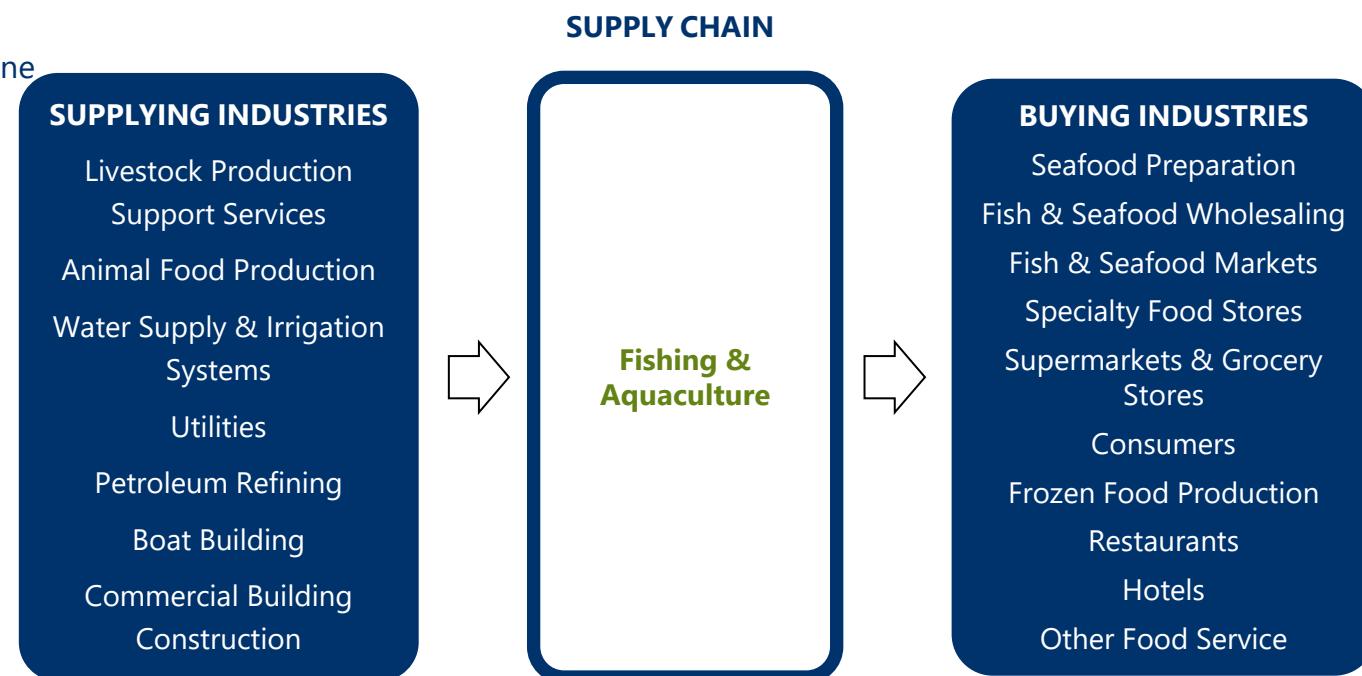 SUPPLY CHAIN
ne
SUPPLYING INDUSTRIES
Livestock Production
Support Services
Animal Food Production
Water Supply & Irrigation
Systems
Utilities
Petroleum Refining
Boat Building
Commercial Building
Construction
Fishing &
Aquaculture
BUYING INDUSTRIES
Seafood Preparation
Fish & Seafood Wholesaling
Fish & Seafood Markets
Specialty Food Stores
Supermarkets & Grocery
Stores
Consumers
Frozen Food Production
Restaurants
Hotels
Other Food Service